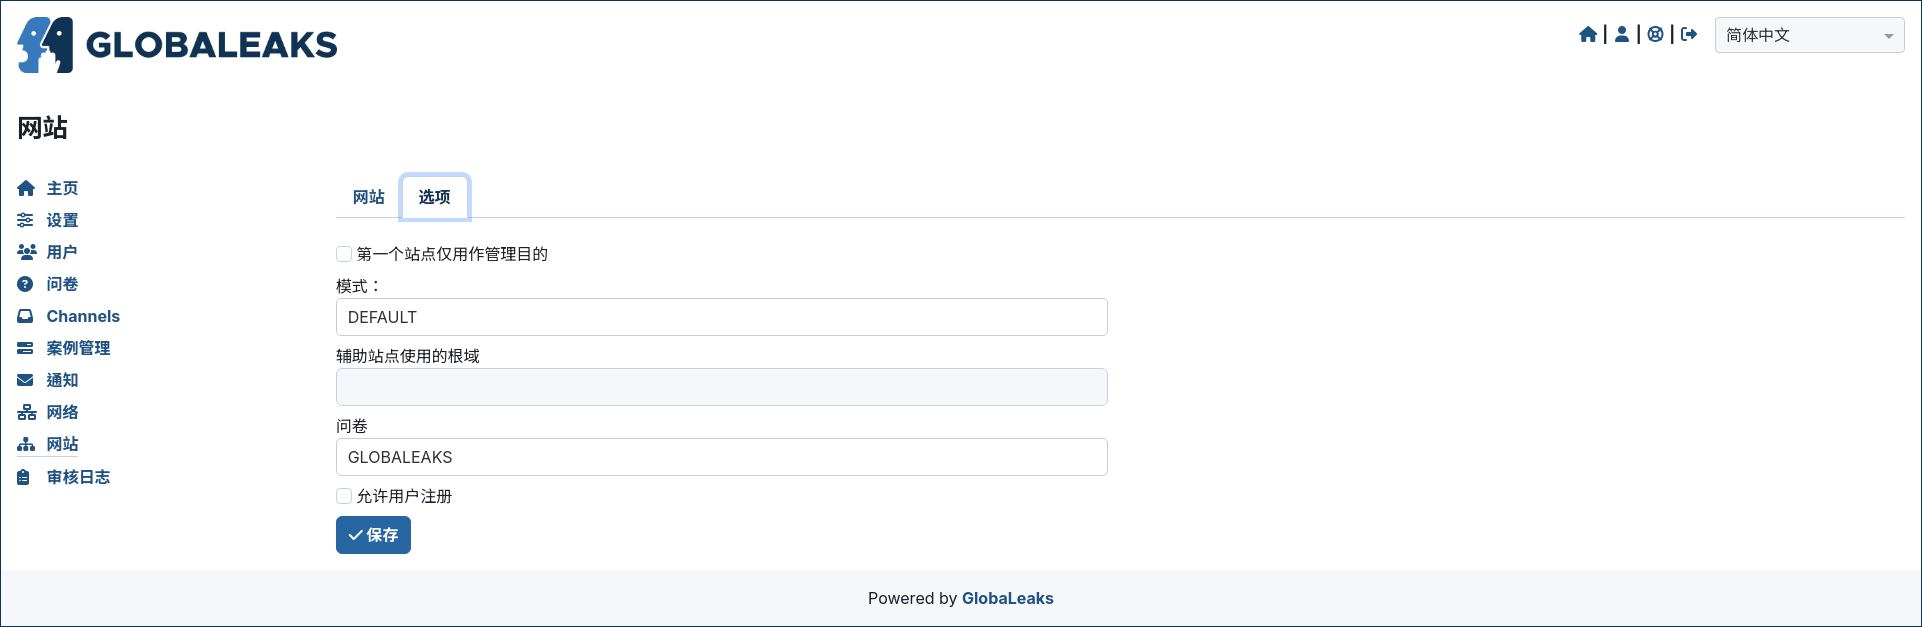 GLOBALEAKS
简体中文
网站
主页
设置
用户
问卷
Channels
案例管理
通知
网络
网站
审核日志
网站 选项
第一个站点仅用作管理目的
模式：
DEFAULT
辅助站点使用的根域
问卷
GLOBALEAKS
允许用户注册
保存
Powered by GlobaLeaks